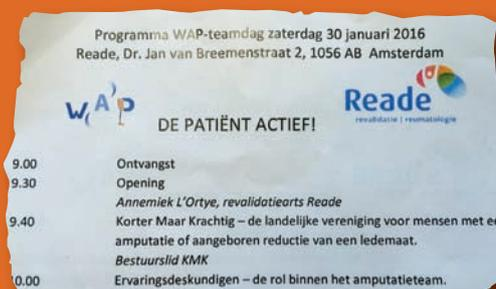 Programma WAP-teamdag zaterdag 30 januari 2016
Reade, Dr. Jan van Breemenstraat 2, 1056 AB Amsterdam
WAP
Reade
revalidatie | reumatologie
DE PATIËNT ACTIEF!
9.00 Ontvangst
9.30 Opening
Annemiek L'Ortye, revalidatiearts Reade
9.40 Korter Maar Krachtig – de landelijke vereniging voor mensen met
amputatie of aangeboren reductie van een ledemaat.
Bestuurslid KMK
0.00 Ervaringsdeskundigen – de rol binnen het amputatieteam.